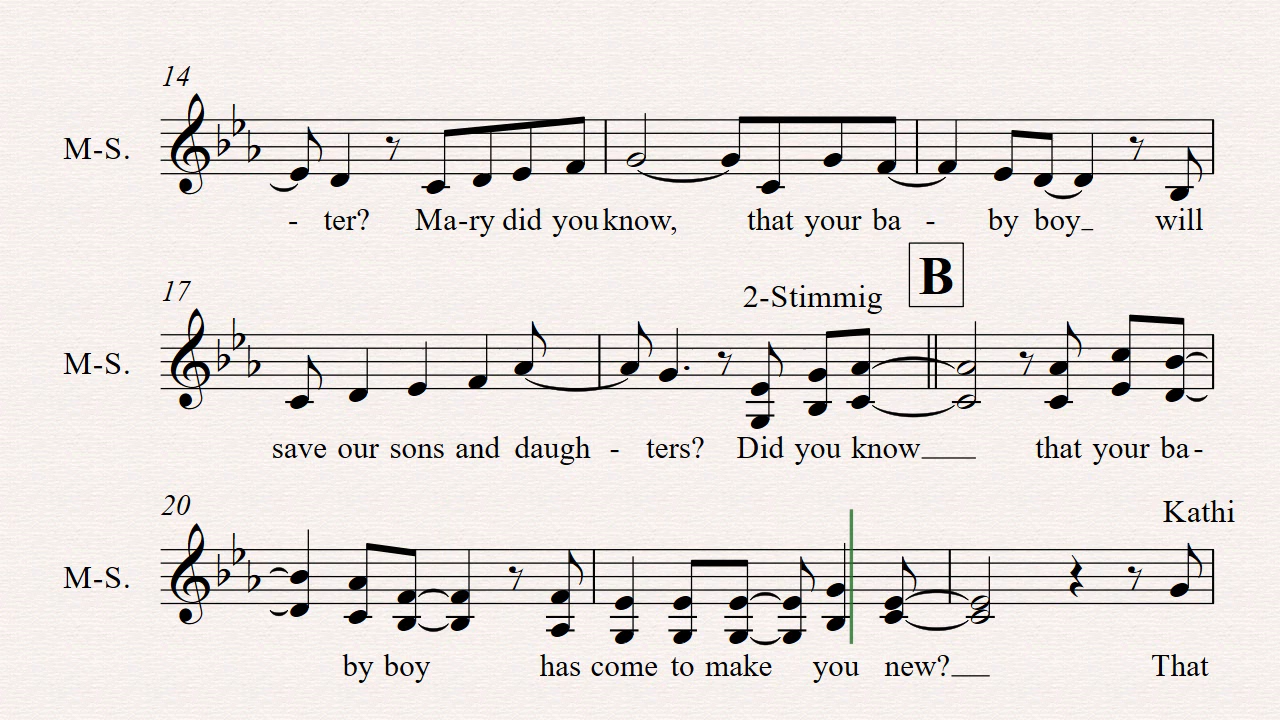 14
M-S.
- ter? Ma-ry did you know, that your ba - by boy_ will
B
17
2-Stimmig
M-S.
save our sons and daugh - ters? Did you know___ that your ba-
20
Kathi
M-S.
by boy has come to make you new?__ That